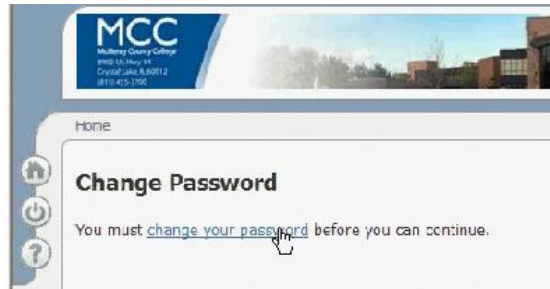 MCC
McHenry County College
8900 US Hwy 14
Crystal Lake, IL 60012
(815) 455-3700
Home
Change Password
You must change your password before you can continue.
?